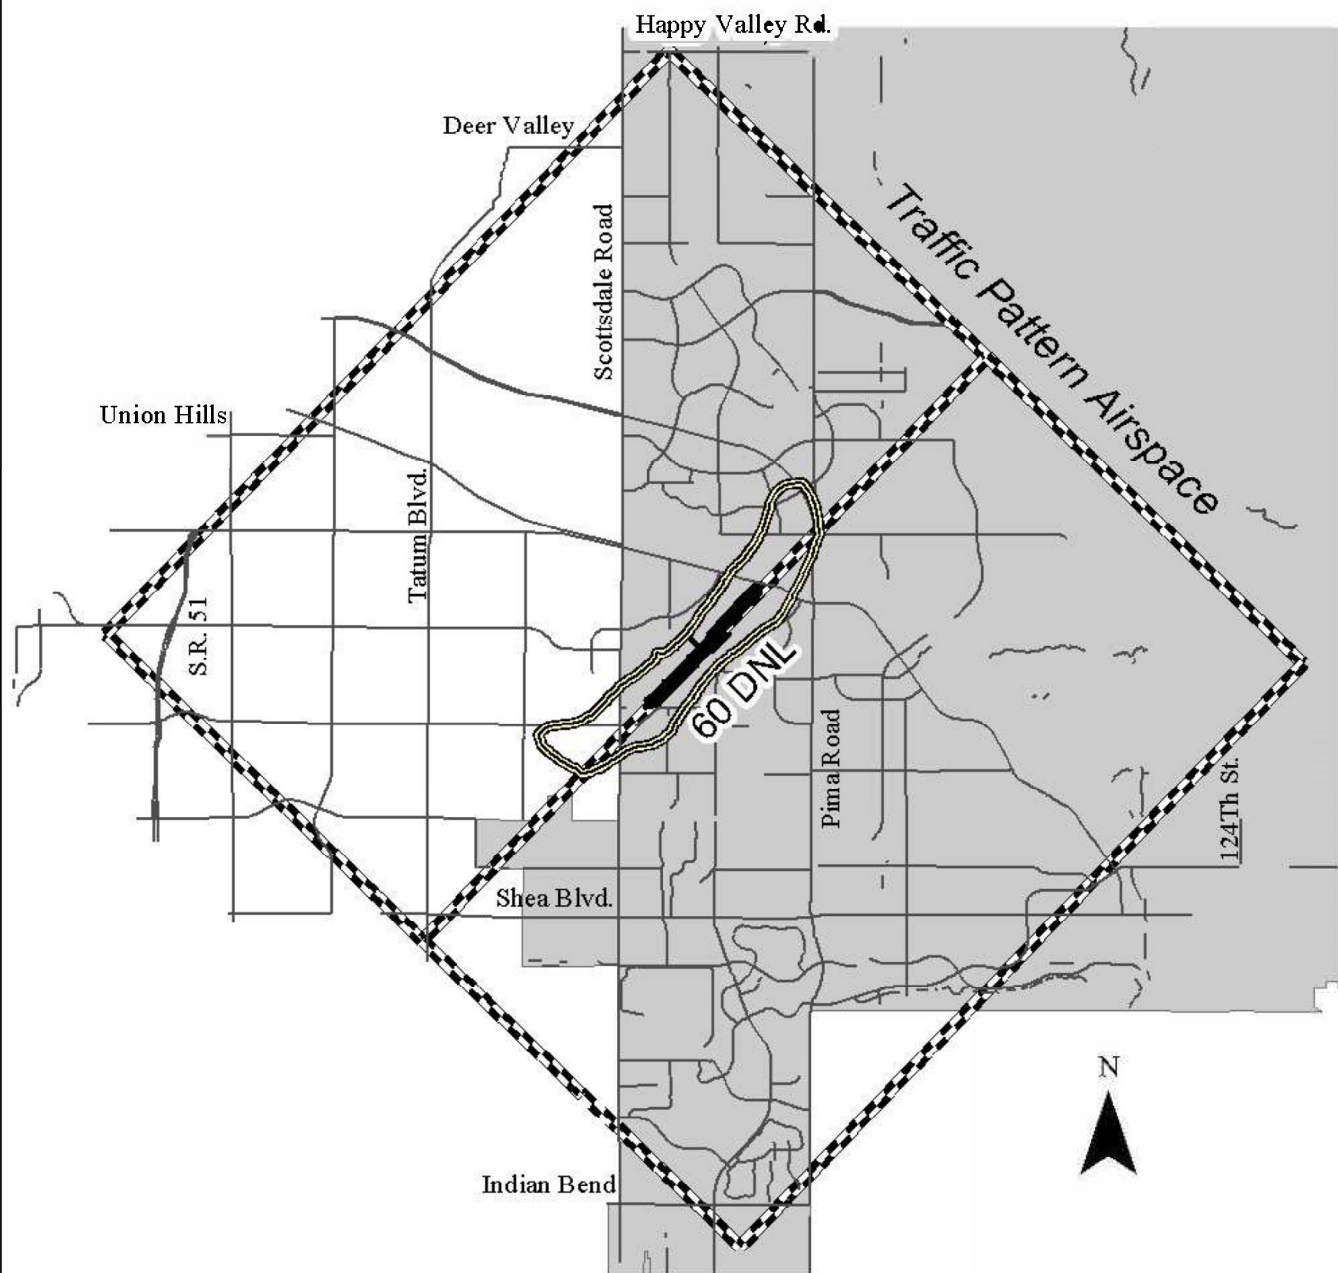 Happy Valley Rd.
Deer Valley
Scottsdale Road
Traffic Pattern Airspace
Union Hills
Tatum Blvd.
S.R. 51
60 DNL
Pima Road
124Th St.
Shea Blvd.
N
Indian Bend